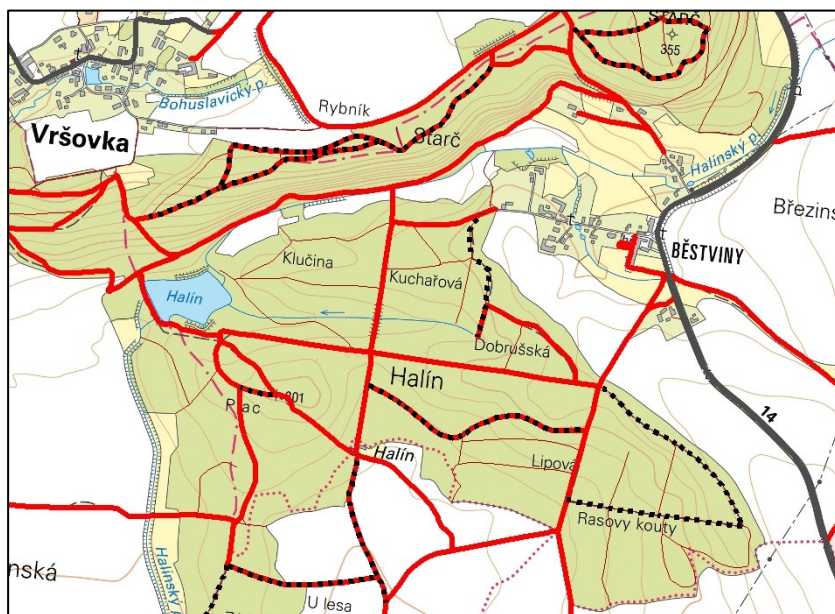 STARČ
355
Bohuslavický p.
Rybník
Starč
Vršovka
Halínský p.
Březins
BĚSTVINY
Klučina
Kuchařová
Halín
Dobrušská
Halín
301
14
Halín
Lipová
Rasovy kouty
Halínský p.
nská
U lesa